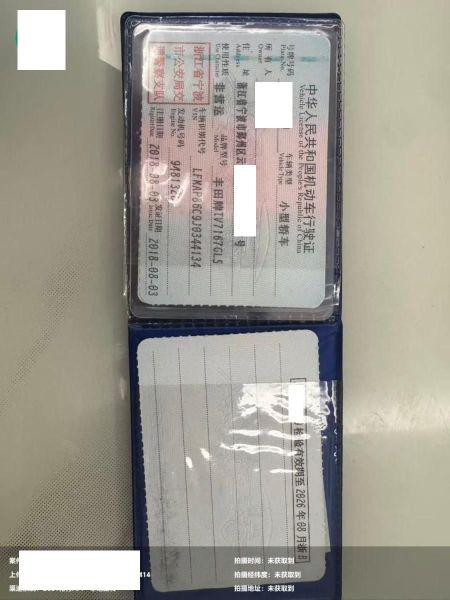 中华人民共和国机动车行驶证
Vehicle License of the People's Republic of China
号牌号码
Plate No.
车辆类型
Vehicle Type
小型轿车
所有人
Owner
住址
Address
浙江省宁波市鄞州区云
号
使用性质
Use Character
非营运
品牌型号
Model
丰田牌TV7167GL5
浙江省宁波
市公安局交
通警察支队
车辆识别代号
发动机号码
Engine No.
注册日期
Register Date
2018-08-03
发证日期
Issue Date
2018-08-03
检验有效期至2026年08月浙B
案件
上传
414
拍摄时间：未获取到
拍摄经纬度：未获取到
拍摄地址：未获取到